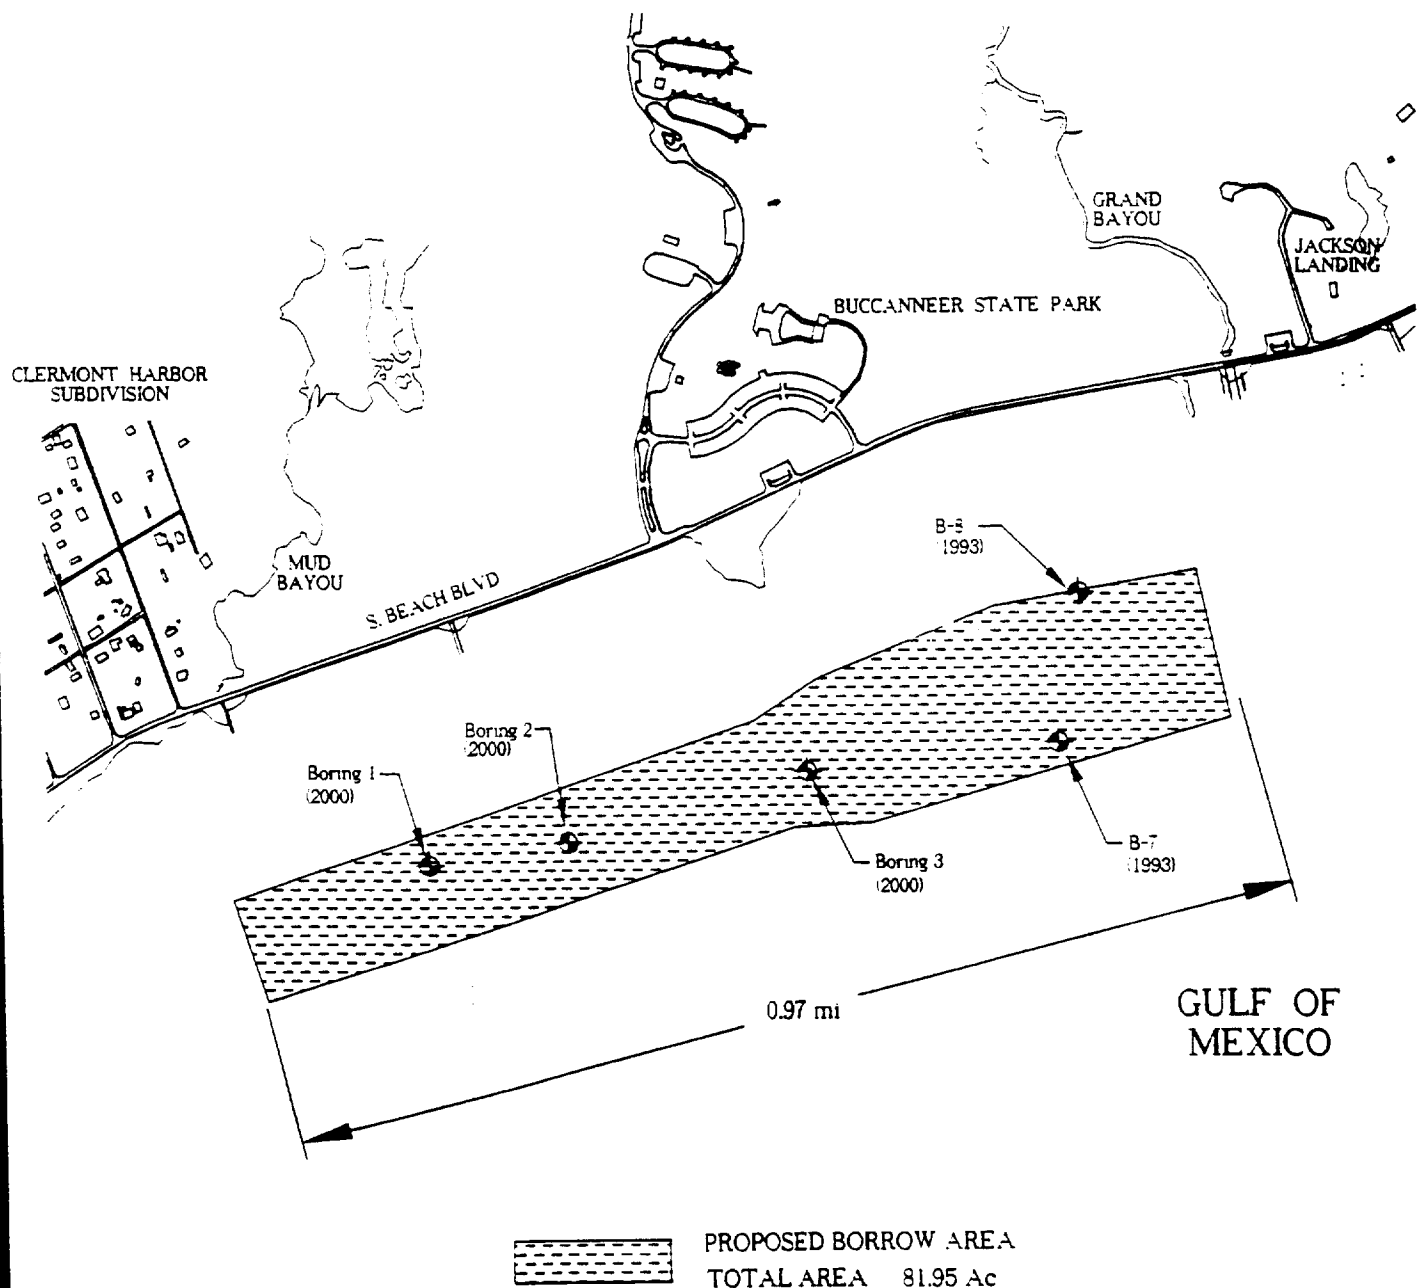 GRAND
BAYOU
JACKSON
LANDING
BUCCANNEER STATE PARK
CLERMONT HARBOR
SUBDIVISION
MUD
BAYOU
S. BEACH BLVD
B-8
(1993)
Boring 2
(2000)
Boring 1
(2000)
Boring 3
(2000)
B-7
(1993)
0.97 mi
GULF OF
MEXICO
PROPOSED BORROW AREA
TOTAL AREA 81.95 Ac